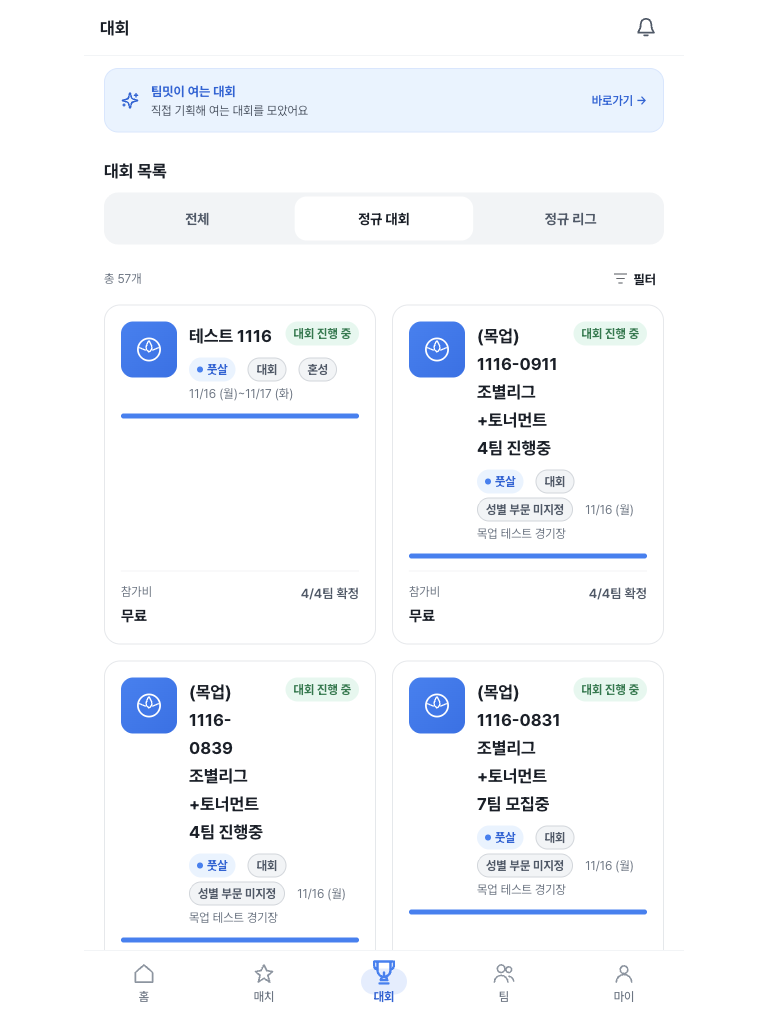 대회
팀밋이 여는 대회
직접 기획해 여는 대회를 모았어요
바로가기 →
대회 목록
전체
정규 대회
정규 리그
총 57개
필터
테스트 1116
대회 진행 중
풋살
대회
혼성
11/16 (월)~11/17 (화)
참가비
무료
4/4팀 확정
(목업)
1116-0911
조별리그
+토너먼트
4팀 진행중
대회 진행 중
풋살
대회
성별 부문 미지정
11/16 (월)
목업 테스트 경기장
참가비
무료
4/4팀 확정
(목업)
1116-
0839
조별리그
+토너먼트
4팀 진행중
대회 진행 중
풋살
대회
성별 부문 미지정
11/16 (월)
목업 테스트 경기장
(목업)
1116-0831
조별리그
+토너먼트
7팀 모집중
대회 진행 중
풋살
대회
성별 부문 미지정
11/16 (월)
목업 테스트 경기장
홈
매치
대회
팀
마이